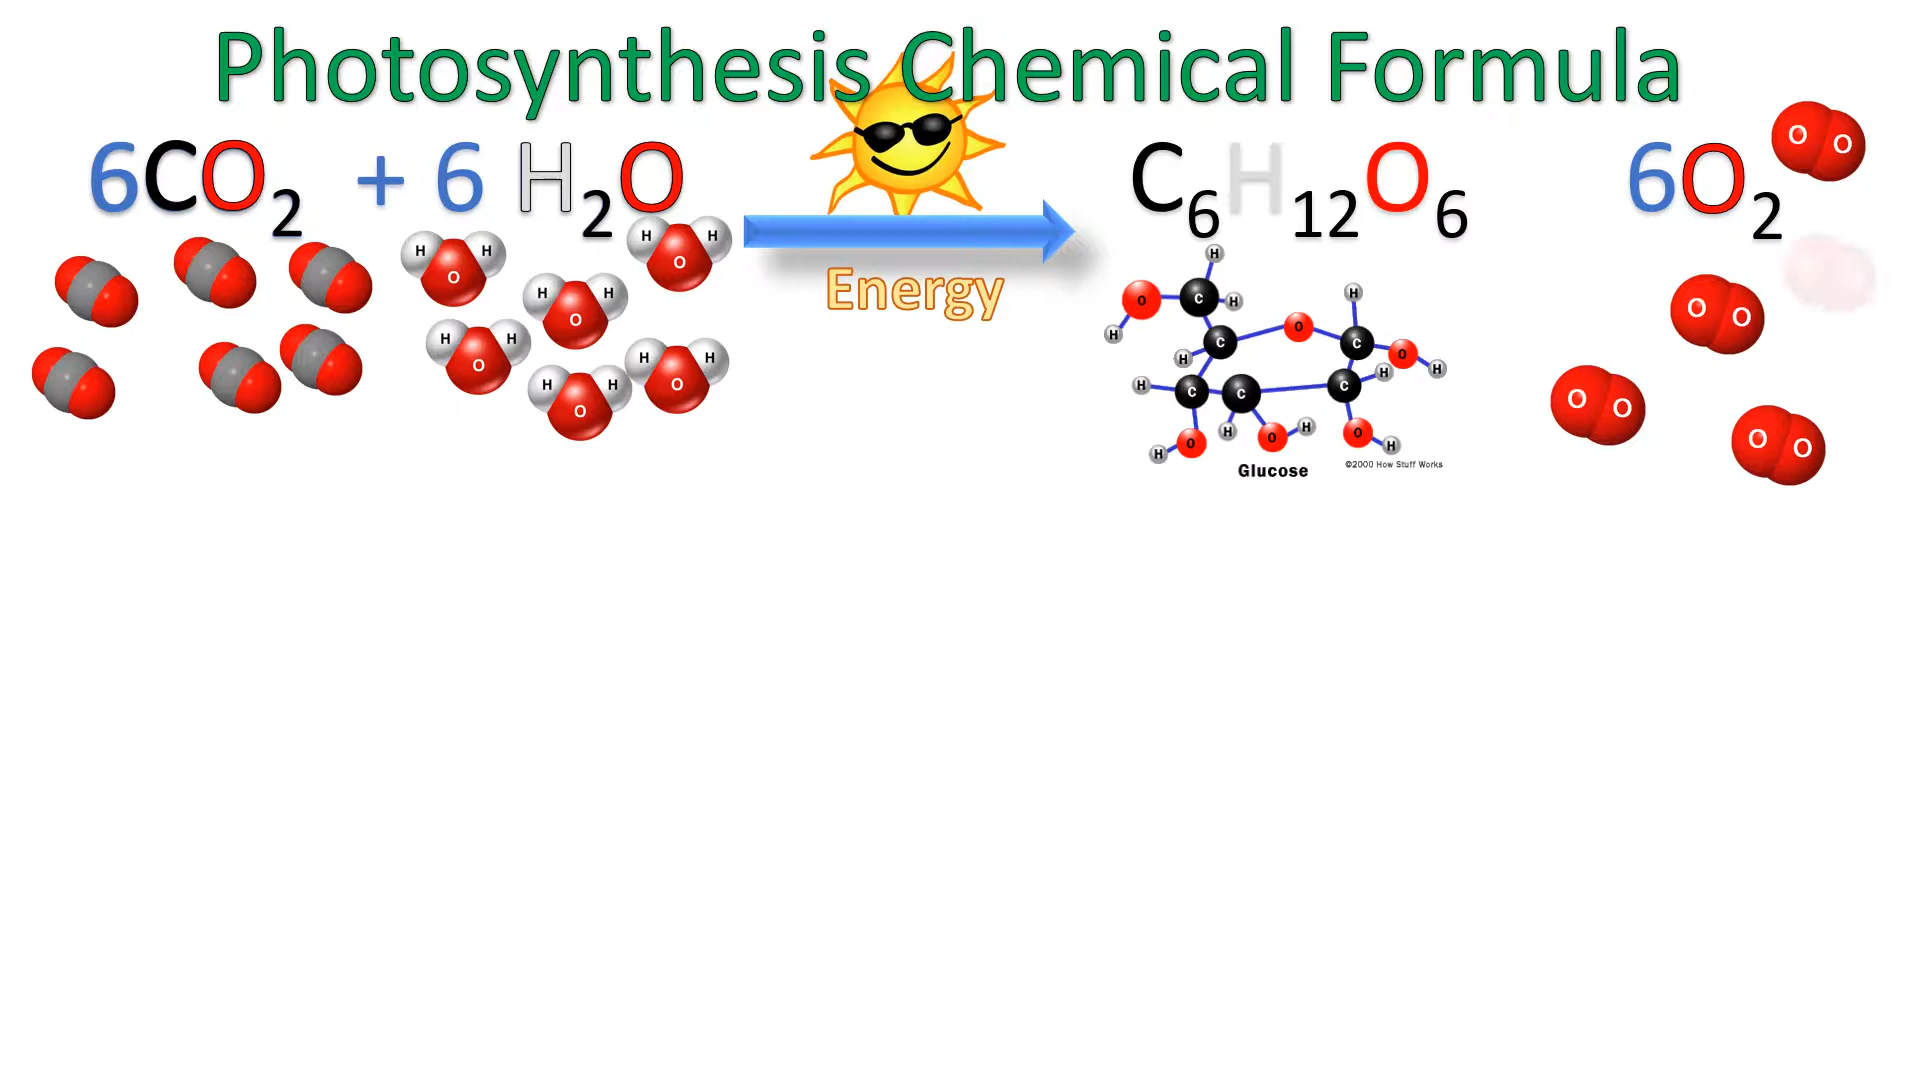 Photosynthesis Chemical Formula
6CO2 + 6 H2O C6H12O6 6O2
Energy
O O
H H O
H H O
H H O
H H O
H H O
H H O
H
O C H
H
H
C O C O H
H
H C C C H
H O H O H O H
H
Glucose
©2000 How Stuff Works
O O
O O
O O